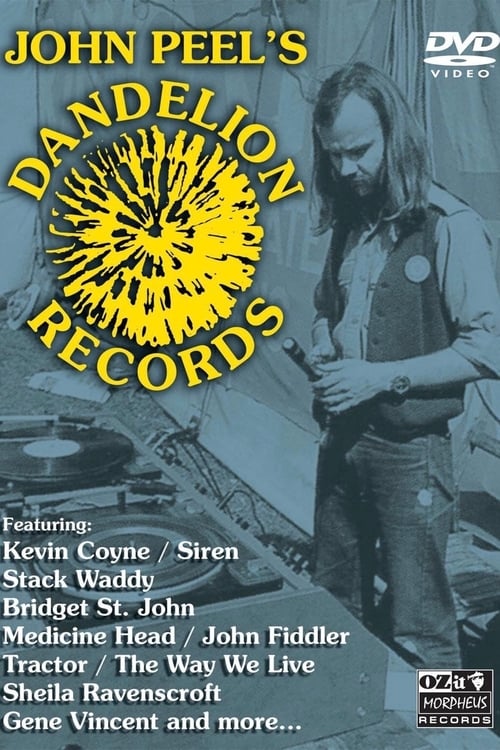 JOHN PEEL'S
DVD
VIDEO
DANDELION
RECORDS
Featuring:
Kevin Coyne / Siren
Stack Waddy
Bridget St. John
Medicine Head / John Fiddler
Tractor / The Way We Live
Sheila Ravenscroft
Gene Vincent and more...
OZit
MORPHEUS
RECORDS